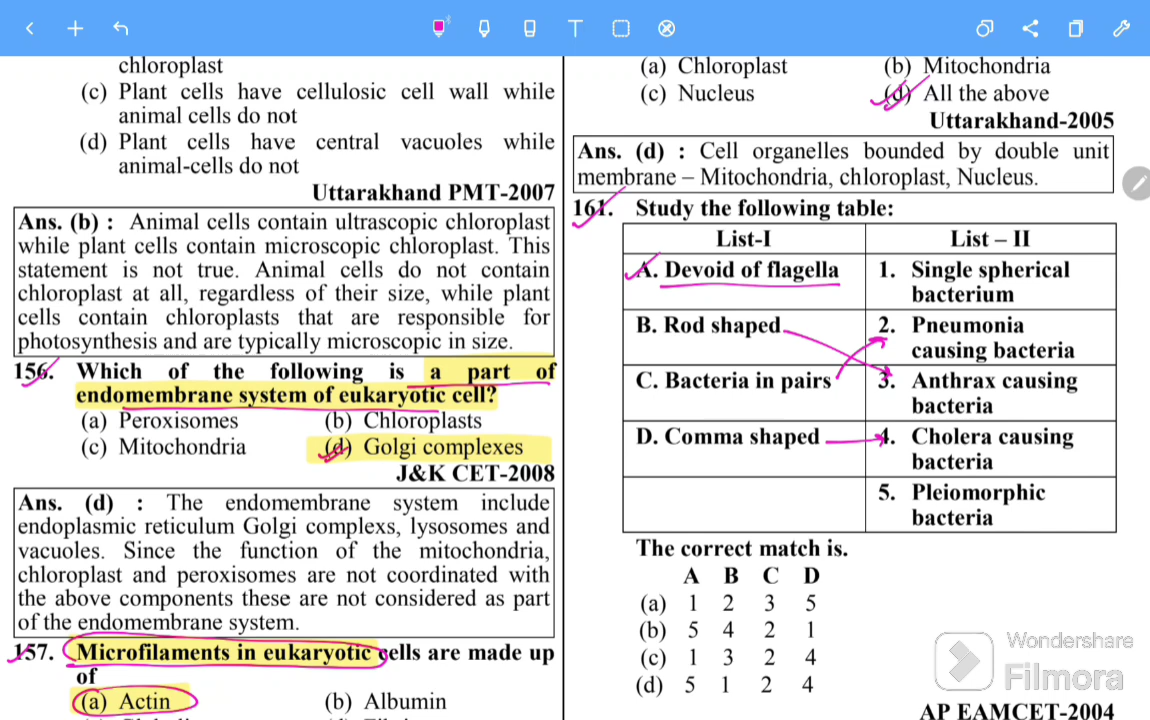 chloroplast
(c) Plant cells have cellulosic cell wall while
animal cells do not
(d) Plant cells have central vacuoles while
animal-cells do not
Uttarakhand PMT-2007
Ans. (b) : Animal cells contain ultrascopic chloroplast
while plant cells contain microscopic chloroplast. This
statement is not true. Animal cells do not contain
chloroplast at all, regardless of their size, while plant
cells contain chloroplasts that are responsible for
photosynthesis and are typically microscopic in size.
156. Which of the following is a part of
endomembrane system of eukaryotic cell?
(a) Peroxisomes (b) Chloroplasts
(c) Mitochondria (d) Golgi complexes
J&K CET-2008
Ans. (d) : The endomembrane system include
endoplasmic reticulum Golgi complexs, lysosomes and
vacuoles. Since the function of the mitochondria,
chloroplast and peroxisomes are not coordinated with
the above components these are not considered as part
of the endomembrane system.
157. Microfilaments in eukaryotic cells are made up
of
(a) Actin (b) Albumin
(a) Chloroplast (b) Mitochondria
(c) Nucleus (d) All the above
Uttarakhand-2005
Ans. (d) : Cell organelles bounded by double unit
membrane – Mitochondria, chloroplast, Nucleus.
161. Study the following table:
List-I List – II
A. Devoid of flagella 1. Single spherical
bacterium
B. Rod shaped 2. Pneumonia
causing bacteria
C. Bacteria in pairs 3. Anthrax causing
bacteria
D. Comma shaped 4. Cholera causing
bacteria
5. Pleiomorphic
bacteria
The correct match is.
A B C D
(a) 1 2 3 5
(b) 5 4 2 1
(c) 1 3 2 4
(d) 5 1 2 4
AP EAMCET-2004
Wondershare
Filmora